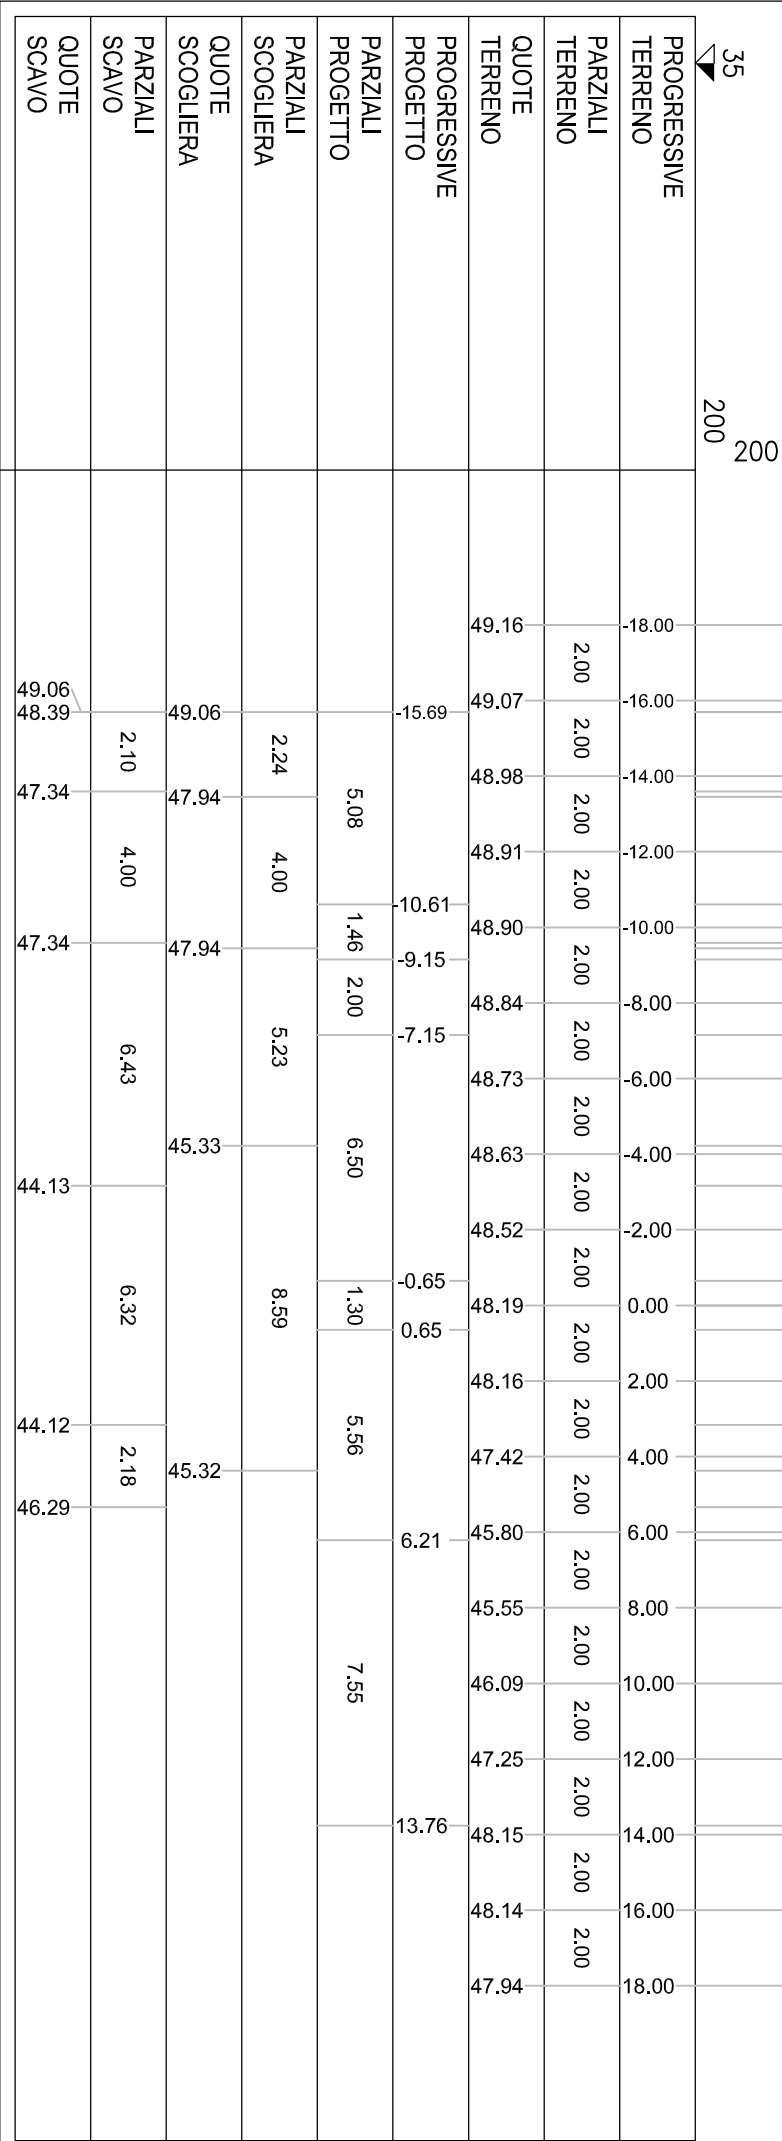 35
200
200
PROGRESSIVE
TERRENO
-18.00 -16.00 -14.00 -12.00 -10.00 -8.00 -6.00 -4.00 -2.00 0.00 2.00 4.00 6.00 8.00 10.00 12.00 14.00 16.00 18.00
PARZIALI
TERRENO
2.00 2.00 2.00 2.00 2.00 2.00 2.00 2.00 2.00 2.00 2.00 2.00 2.00 2.00 2.00 2.00 2.00 2.00
QUOTE
TERRENO
49.16 49.07 48.98 48.91 48.90 48.84 48.73 48.63 48.52 48.19 48.16 47.42 45.80 45.55 46.09 47.25 48.15 48.14 47.94
PROGRESSIVE
PROGETTO
-15.69 -10.61 -9.15 -7.15 -0.65 0.65 6.21 13.76
PARZIALI
PROGETTO
5.08 1.46 2.00 6.50 1.30 5.56 7.55
PARZIALI
SCOGLIERA
2.24 4.00 5.23 8.59
QUOTE
SCOGLIERA
49.06 47.94 47.94 45.33 45.32
PARZIALI
SCAVO
2.10 4.00 6.43 6.32 2.18
QUOTE
SCAVO
49.06 48.39 47.34 47.34 44.13 44.12 46.29